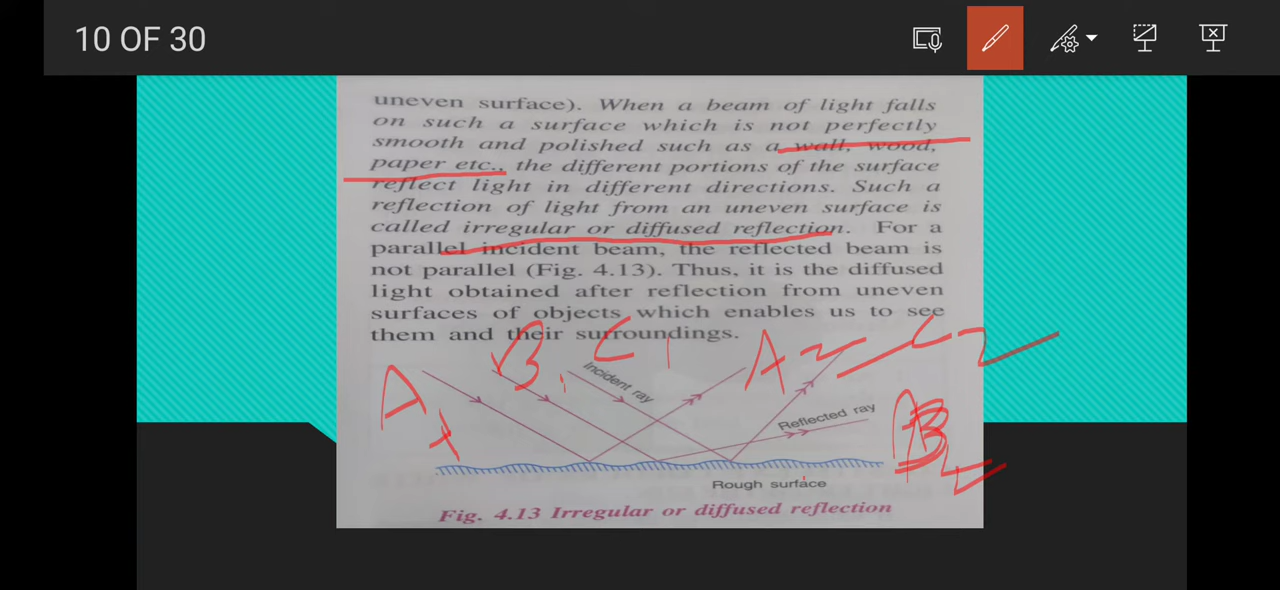 10 OF 30
uneven surface). When a beam of light falls
on such a surface which is not perfectly
smooth and polished such as a wall, wood,
paper etc., the different portions of the surface
reflect light in different directions. Such a
reflection of light from an uneven surface is
called irregular or diffused reflection. For a
parallel incident beam, the reflected beam is
not parallel (Fig. 4.13). Thus, it is the diffused
light obtained after reflection from uneven
surfaces of objects which enables us to see
them and their surroundings.
A1 B1 C1 A2 C2
Incident ray
Reflected ray
B2
Rough surface
Fig. 4.13 Irregular or diffused reflection